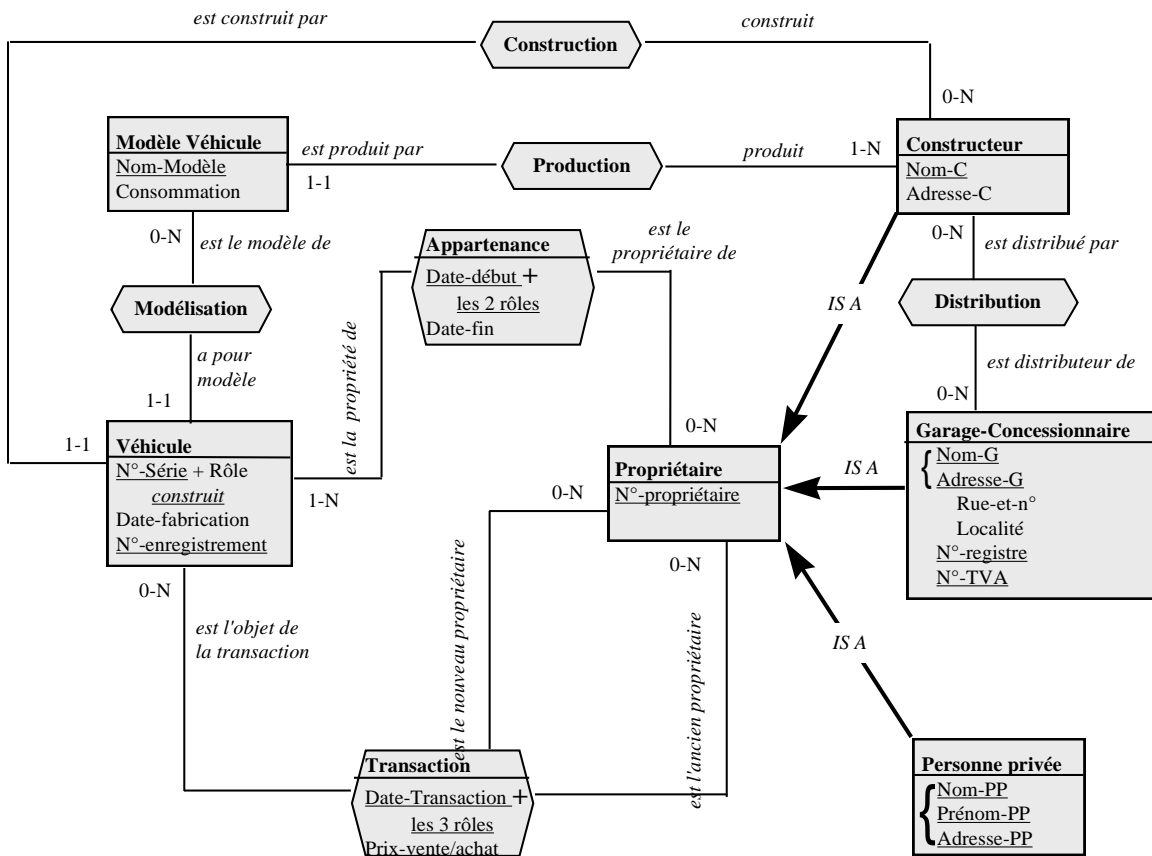 est construit par
construit
Construction
0-N
Modèle Véhicule
Nom-Modèle
Consommation
est produit par
1-1
Production
produit
1-N
Constructeur
Nom-C
Adresse-C
0-N
est le modèle de
Appartenance
Date-début +
les 2 rôles
Date-fin
est le
propriétaire de
0-N
est distribué par
Modélisation
IS A
Distribution
a pour
modèle
est la propriété de
est distributeur de
1-1
0-N
0-N
1-1
Véhicule
N°-Série + Rôle
construit
Date-fabrication
N°-enregistrement
1-N
0-N
Propriétaire
N°-propriétaire
IS A
Garage-Concessionnaire
{ Nom-G
Adresse-G
Rue-et-n°
Localité
N°-registre
N°-TVA
0-N
0-N
est l'objet de
la transaction
est le nouveau propriétaire
est l'ancien propriétaire
IS A
Transaction
Date-Transaction +
les 3 rôles
Prix-vente/achat
Personne privée
{ Nom-PP
Prénom-PP
Adresse-PP